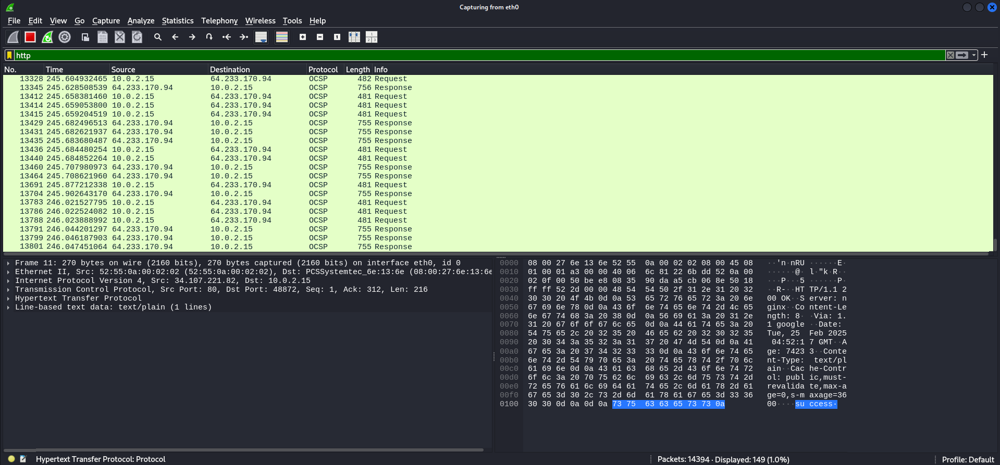 Capturing from eth0
File Edit View Go Capture Analyze Statistics Telephony Wireless Tools Help
http
No. Time Source Destination Protocol Length Info
13328 245.604932465 10.0.2.15 64.233.170.94 OCSP 482 Request
13345 245.628508539 64.233.170.94 10.0.2.15 OCSP 756 Response
13412 245.658381460 10.0.2.15 64.233.170.94 OCSP 481 Request
13414 245.659053800 10.0.2.15 64.233.170.94 OCSP 481 Request
13415 245.659204519 10.0.2.15 64.233.170.94 OCSP 481 Request
13429 245.682496513 64.233.170.94 10.0.2.15 OCSP 755 Response
13431 245.682621937 64.233.170.94 10.0.2.15 OCSP 755 Response
13435 245.683680487 64.233.170.94 10.0.2.15 OCSP 755 Response
13436 245.684480254 10.0.2.15 64.233.170.94 OCSP 481 Request
13440 245.684852264 10.0.2.15 64.233.170.94 OCSP 481 Request
13460 245.707980973 64.233.170.94 10.0.2.15 OCSP 755 Response
13464 245.708621960 64.233.170.94 10.0.2.15 OCSP 755 Response
13691 245.877212338 10.0.2.15 64.233.170.94 OCSP 481 Request
13704 245.902643170 64.233.170.94 10.0.2.15 OCSP 755 Response
13783 246.021527795 10.0.2.15 64.233.170.94 OCSP 481 Request
13786 246.022524082 10.0.2.15 64.233.170.94 OCSP 481 Request
13788 246.023888992 10.0.2.15 64.233.170.94 OCSP 481 Request
13791 246.044201297 64.233.170.94 10.0.2.15 OCSP 755 Response
13799 246.046187903 64.233.170.94 10.0.2.15 OCSP 755 Response
13801 246.047451064 64.233.170.94 10.0.2.15 OCSP 755 Response
Frame 11: 270 bytes on wire (2160 bits), 270 bytes captured (2160 bits) on interface eth0, id 0
Ethernet II, Src: 52:55:0a:00:02:02 (52:55:0a:00:02:02), Dst: PCSSystemtec_6e:13:6e (08:00:27:6e:13:6e
Internet Protocol Version 4, Src: 34.107.221.82, Dst: 10.0.2.15
Transmission Control Protocol, Src Port: 80, Dst Port: 48872, Seq: 1, Ack: 312, Len: 216
Hypertext Transfer Protocol
Line-based text data: text/plain (1 lines)
0000 08 00 27 6e 13 6e 52 55 0a 00 02 02 08 00 45 08 ··'n·nRU ······E·
0010 01 00 01 a3 00 00 40 06 6c 81 22 6b dd 52 0a 00 ······@· l·"k·R··
0020 02 0f 00 50 be e8 08 35 90 da a5 cb 06 8e 50 18 ···P···5 ······P·
0030 ff ff 52 2d 00 00 48 54 54 50 2f 31 2e 31 20 32 ··R-··HT TP/1.1 2
0040 30 30 20 4f 4b 0d 0a 53 65 72 76 65 72 3a 20 6e 00 OK··S erver: n
0050 67 69 6e 78 0d 0a 43 6f 6e 74 65 6e 74 2d 4c 65 ginx··Co ntent-Le
0060 6e 67 74 68 3a 20 38 0d 0a 56 69 61 3a 20 31 2e ngth: 8· ·Via: 1.
0070 31 20 67 6f 6f 67 6c 65 0d 0a 44 61 74 65 3a 20 1 google ··Date:
0080 54 75 65 2c 20 32 35 20 46 65 62 20 32 30 32 35 Tue, 25 Feb 2025
0090 20 30 34 3a 35 32 3a 31 37 20 47 4d 54 0d 0a 41 04:52:1 7 GMT··A
00a0 67 65 3a 20 37 34 32 33 33 0d 0a 43 6f 6e 74 65 ge: 7423 3··Conte
00b0 6e 74 2d 54 79 70 65 3a 20 74 65 78 74 2f 70 6c nt-Type: text/pl
00c0 61 69 6e 0d 0a 43 61 63 68 65 2d 43 6f 6e 74 72 ain··Cac he-Contr
00d0 6f 6c 3a 20 70 75 62 6c 69 63 2c 6d 75 73 74 2d ol: publ ic,must-
00e0 72 65 76 61 6c 69 64 61 74 65 2c 6d 61 78 2d 61 revalida te,max-a
00f0 67 65 3d 30 2c 73 2d 6d 61 78 61 67 65 3d 33 36 ge=0,s-m axage=36
0100 30 30 0d 0a 0d 0a 73 75 63 63 65 73 73 0a 00····su ccess·
Hypertext Transfer Protocol: Protocol
Packets: 14394 · Displayed: 149 (1.0%)
Profile: Default